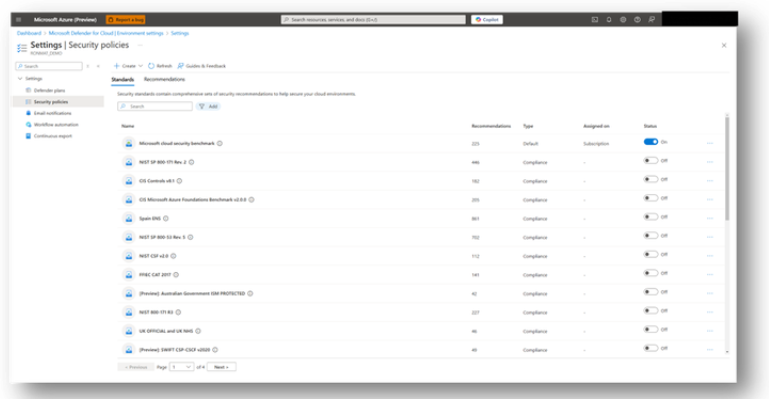 Microsoft Azure (Preview) Report a bug Search resources, services, and docs (G+/) Copilot
Dashboard > Microsoft Defender for Cloud | Environment settings > Settings
Settings | Security policies ...
Search
+ Create Refresh Guides & Feedback
Settings
Defender plans
Security policies
Email notifications
Workflow automation
Continuous export
Standards Recommendations
Security standards contain comprehensive sets of security recommendations to help secure your cloud environments.
Search Add
Name Recommendations Type Assigned on Status
Microsoft cloud security benchmark 225 Default Subscription On ...
NIST SP 800 171 Rev. 2 446 Compliance - Off ...
CIS Controls v8.1 182 Compliance - Off ...
CIS Microsoft Azure Foundations Benchmark v2.0.0 205 Compliance - Off ...
Spain ENS 861 Compliance - Off ...
NIST SP 800 53 Rev. 5 702 Compliance - Off ...
NIST CSF v2.0 112 Compliance - Off ...
FFIEC CAT 2017 141 Compliance - Off ...
[Preview]: Australian Government ISM PROTECTED 42 Compliance - Off ...
NIST 800-171 R3 227 Compliance - Off ...
UK OFFICIAL and UK NHS 46 Compliance - Off ...
[Preview]: SWIFT CSP-CSCF v2020 40 Compliance - Off ...
< Previous Page 1 of 4 Next >